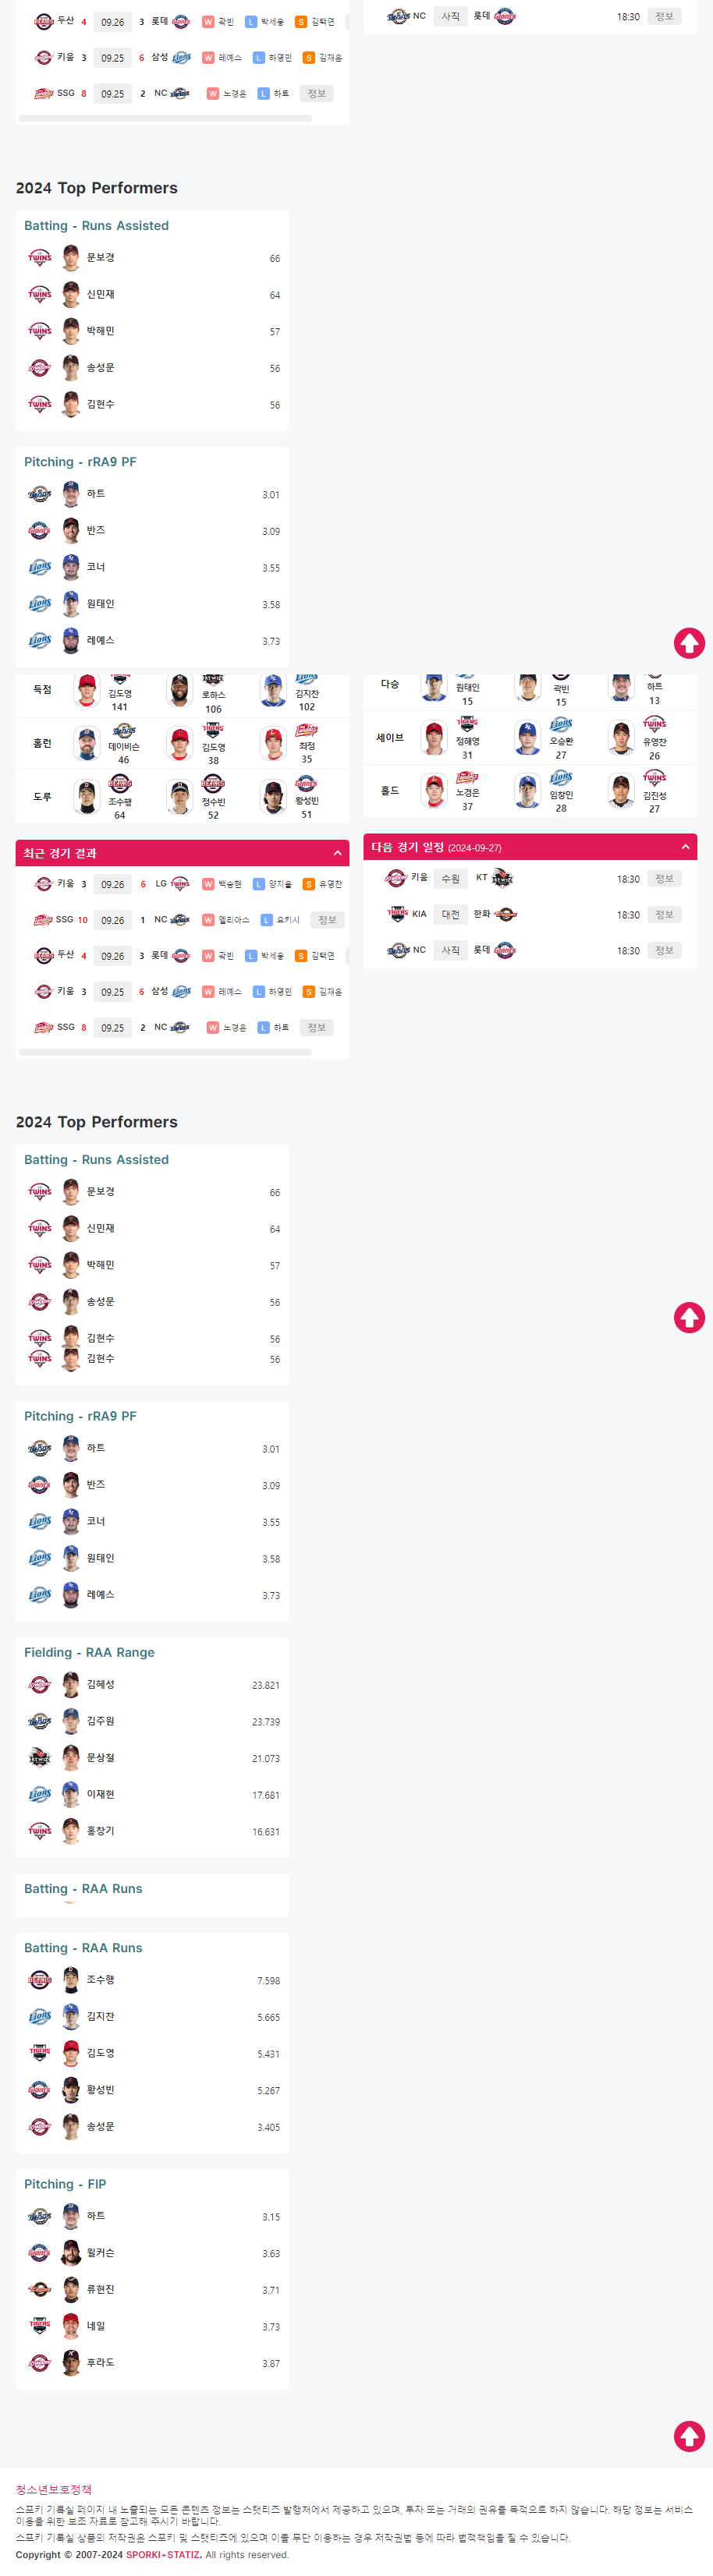 두산 4 09.26 3 롯데 W 곽빈 L 박세웅 S 김택연
NC 사직 롯데 18:30 정보
키움 3 09.25 6 삼성 W 레예스 L 하영민 S 김재윤
SSG 8 09.25 2 NC W 노경은 L 하트 정보
2024 Top Performers
Batting - Runs Assisted
문보경 66
신민재 64
박해민 57
송성문 56
김현수 56
Pitching - rRA9 PF
하트 3.01
반즈 3.09
코너 3.55
원태인 3.58
레예스 3.73
득점 김도영 로하스 김지찬
141 106 102
홈런 데이비슨 김도영 최정
46 38 35
도루 조수행 정수빈 황성빈
64 52 51
다승 원태인 곽빈 하트
15 15 13
세이브 정해영 오승환 유영찬
31 27 26
홀드 노경은 임창민 김진성
37 28 27
최근 경기 결과
키움 3 09.26 6 LG W 백승현 L 양지율 S 유영찬
SSG 10 09.26 1 NC W 엘리아스 L 요키시 정보
두산 4 09.26 3 롯데 W 곽빈 L 박세웅 S 김택연
키움 3 09.25 6 삼성 W 레예스 L 하영민 S 김재윤
SSG 8 09.25 2 NC W 노경은 L 하트 정보
다음 경기 일정 (2024-09-27)
키움 수원 KT 18:30 정보
KIA 대전 한화 18:30 정보
NC 사직 롯데 18:30 정보
2024 Top Performers
Batting - Runs Assisted
문보경 66
신민재 64
박해민 57
송성문 56
김현수 56
김현수 56
Pitching - rRA9 PF
하트 3.01
반즈 3.09
코너 3.55
원태인 3.58
레예스 3.73
Fielding - RAA Range
김혜성 23.821
김주원 23.739
문상철 21.073
이재현 17.681
홍창기 16.631
Batting - RAA Runs
Batting - RAA Runs
조수행 7.598
김지찬 5.665
김도영 5.431
황성빈 5.267
송성문 3.405
Pitching - FIP
하트 3.15
윌커슨 3.63
류현진 3.71
네일 3.73
후라도 3.87
청소년보호정책
스포키 기록실 페이지 내 노출되는 모든 콘텐츠 정보는 스탯티즈 발행처에서 제공하고 있으며, 투자 또는 거래의 권유를 목적으로 하지 않습니다. 해당 정보는 서비스
이용을 위한 보조 자료로 참고해 주시기 바랍니다.
스포키 기록실 상품의 저작권은 스포키 및 스탯티즈에 있으며 이를 무단 이용하는 경우 저작권법 등에 따라 법적책임을 질 수 있습니다.
Copyright © 2007-2024 SPORKI+STATIZ. All rights reserved.